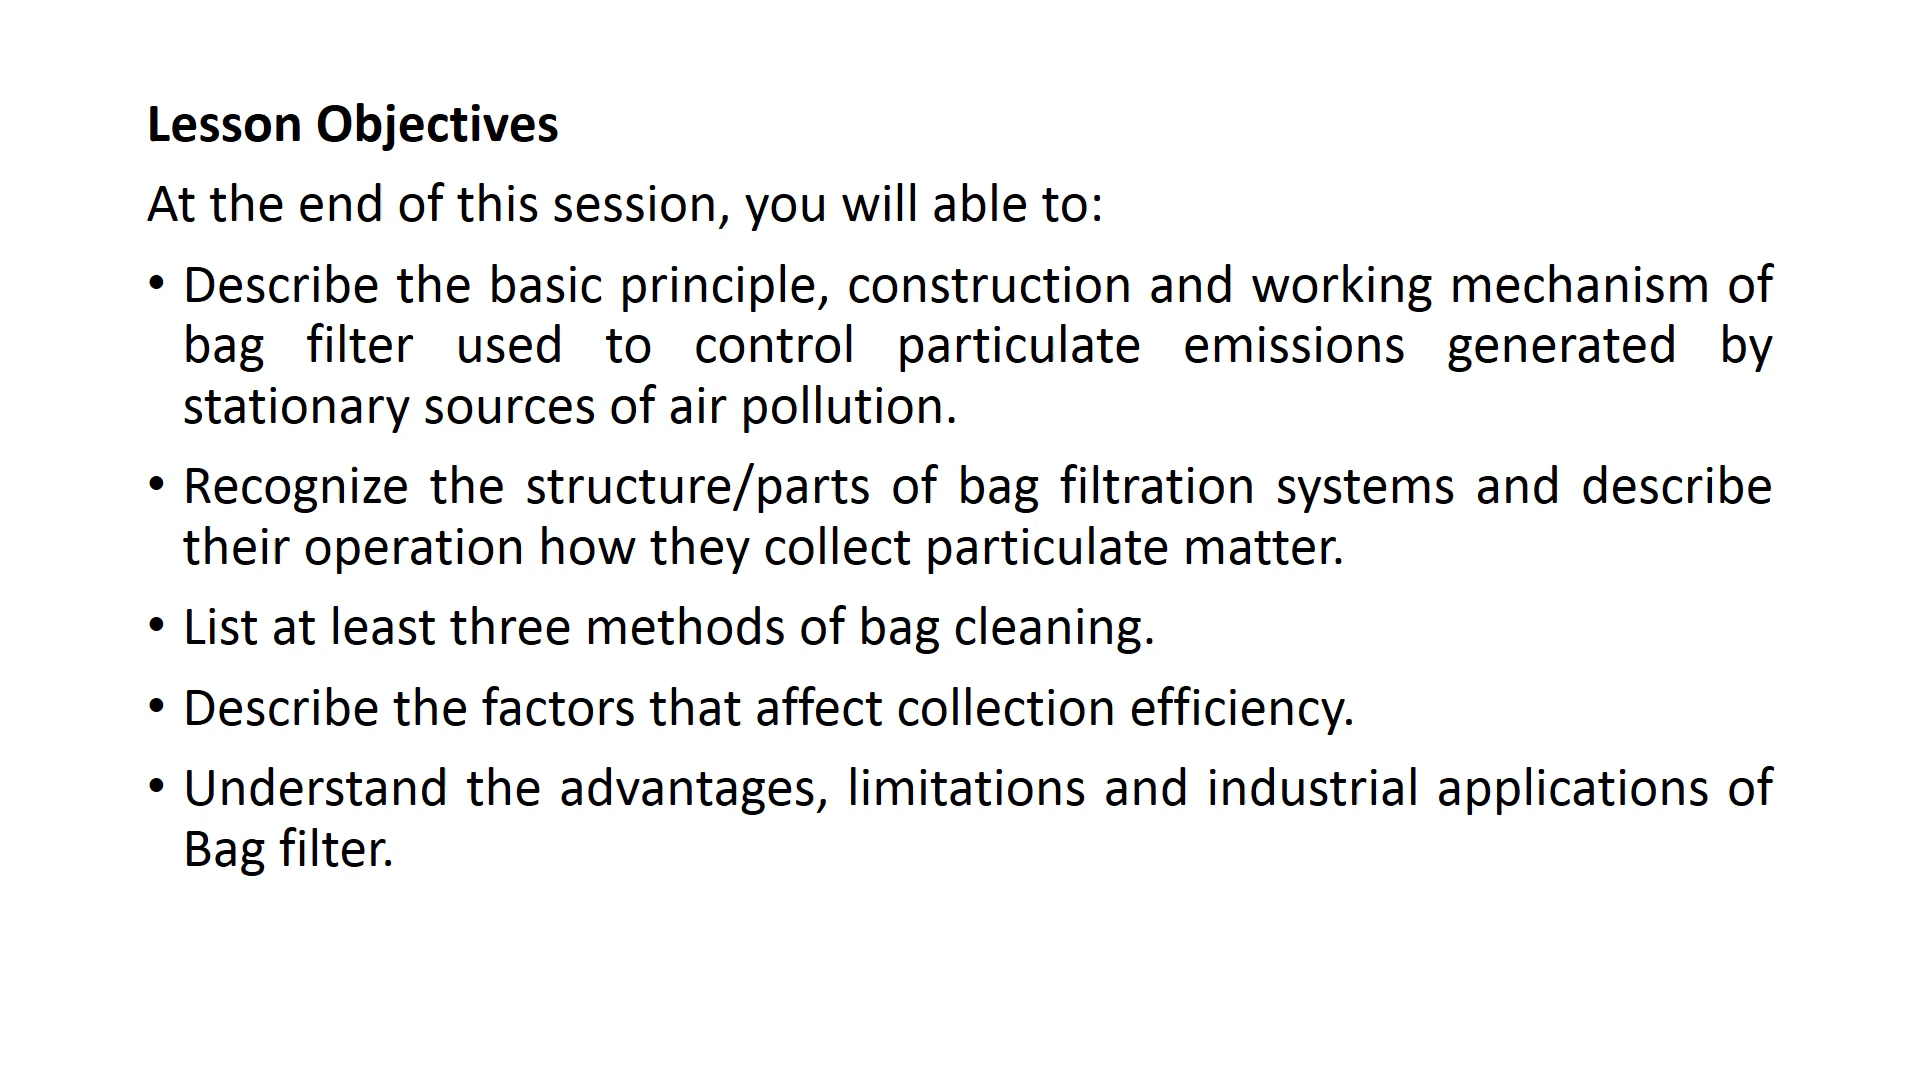 Lesson Objectives
At the end of this session, you will able to:
• Describe the basic principle, construction and working mechanism of
bag filter used to control particulate emissions generated by
stationary sources of air pollution.
• Recognize the structure/parts of bag filtration systems and describe
their operation how they collect particulate matter.
• List at least three methods of bag cleaning.
• Describe the factors that affect collection efficiency.
• Understand the advantages, limitations and industrial applications of
Bag filter.